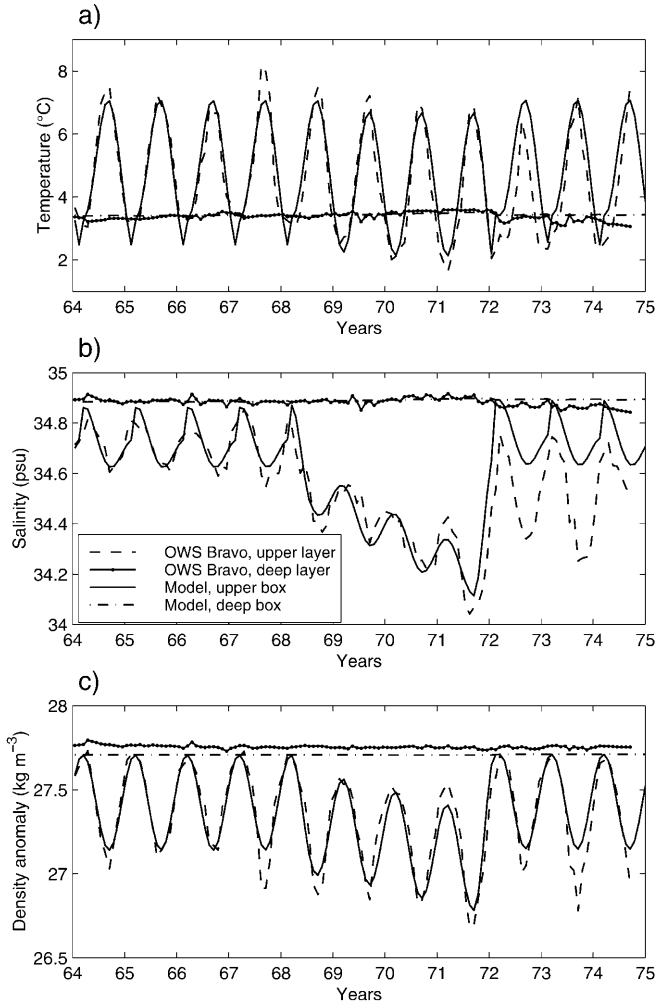 a)
8
6
4
2
Temperature (°C)
64 65 66 67 68 69 70 71 72 73 74 75
Years
b)
35
34.8
34.6
34.4
34.2
34
Salinity (psu)
OWS Bravo, upper layer
OWS Bravo, deep layer
Model, upper box
Model, deep box
64 65 66 67 68 69 70 71 72 73 74 75
Years
c)
28
27.5
27
26.5
Density anomaly (kg m⁻³)
64 65 66 67 68 69 70 71 72 73 74 75
Years